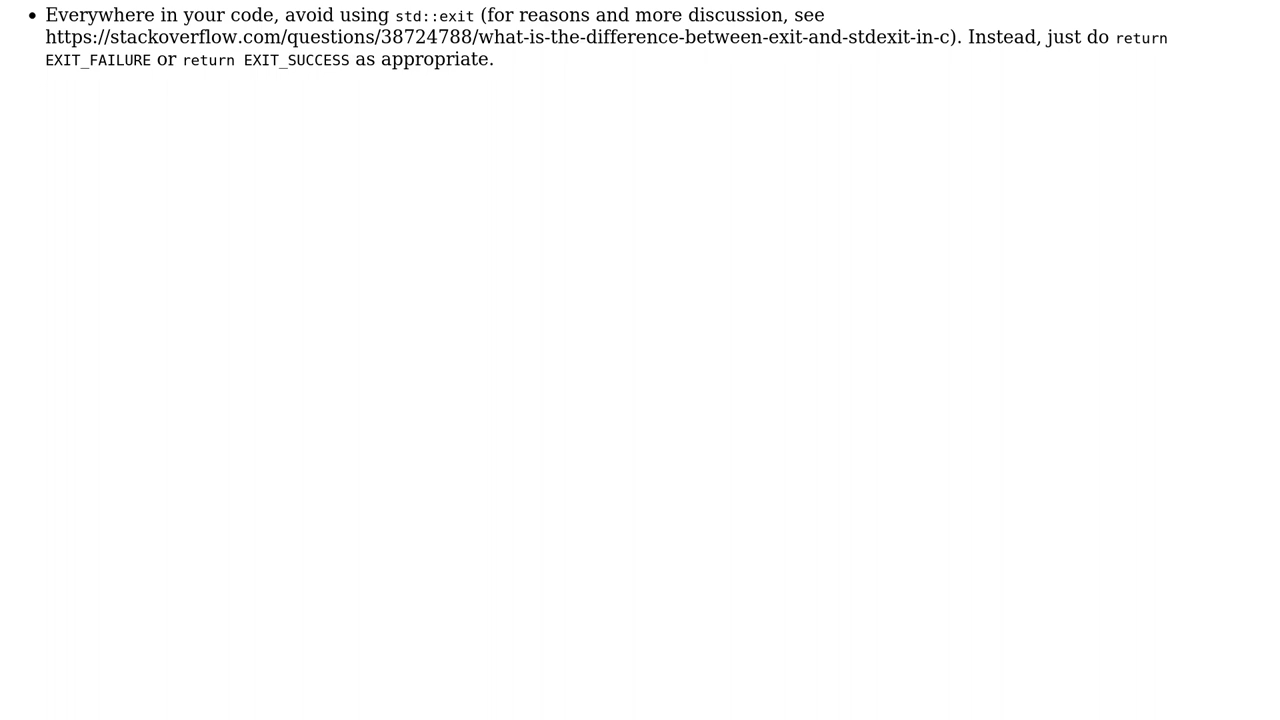 • Everywhere in your code, avoid using std::exit (for reasons and more discussion, see
https://stackoverflow.com/questions/38724788/what-is-the-difference-between-exit-and-stdexit-in-c). Instead, just do return
EXIT_FAILURE or return EXIT_SUCCESS as appropriate.